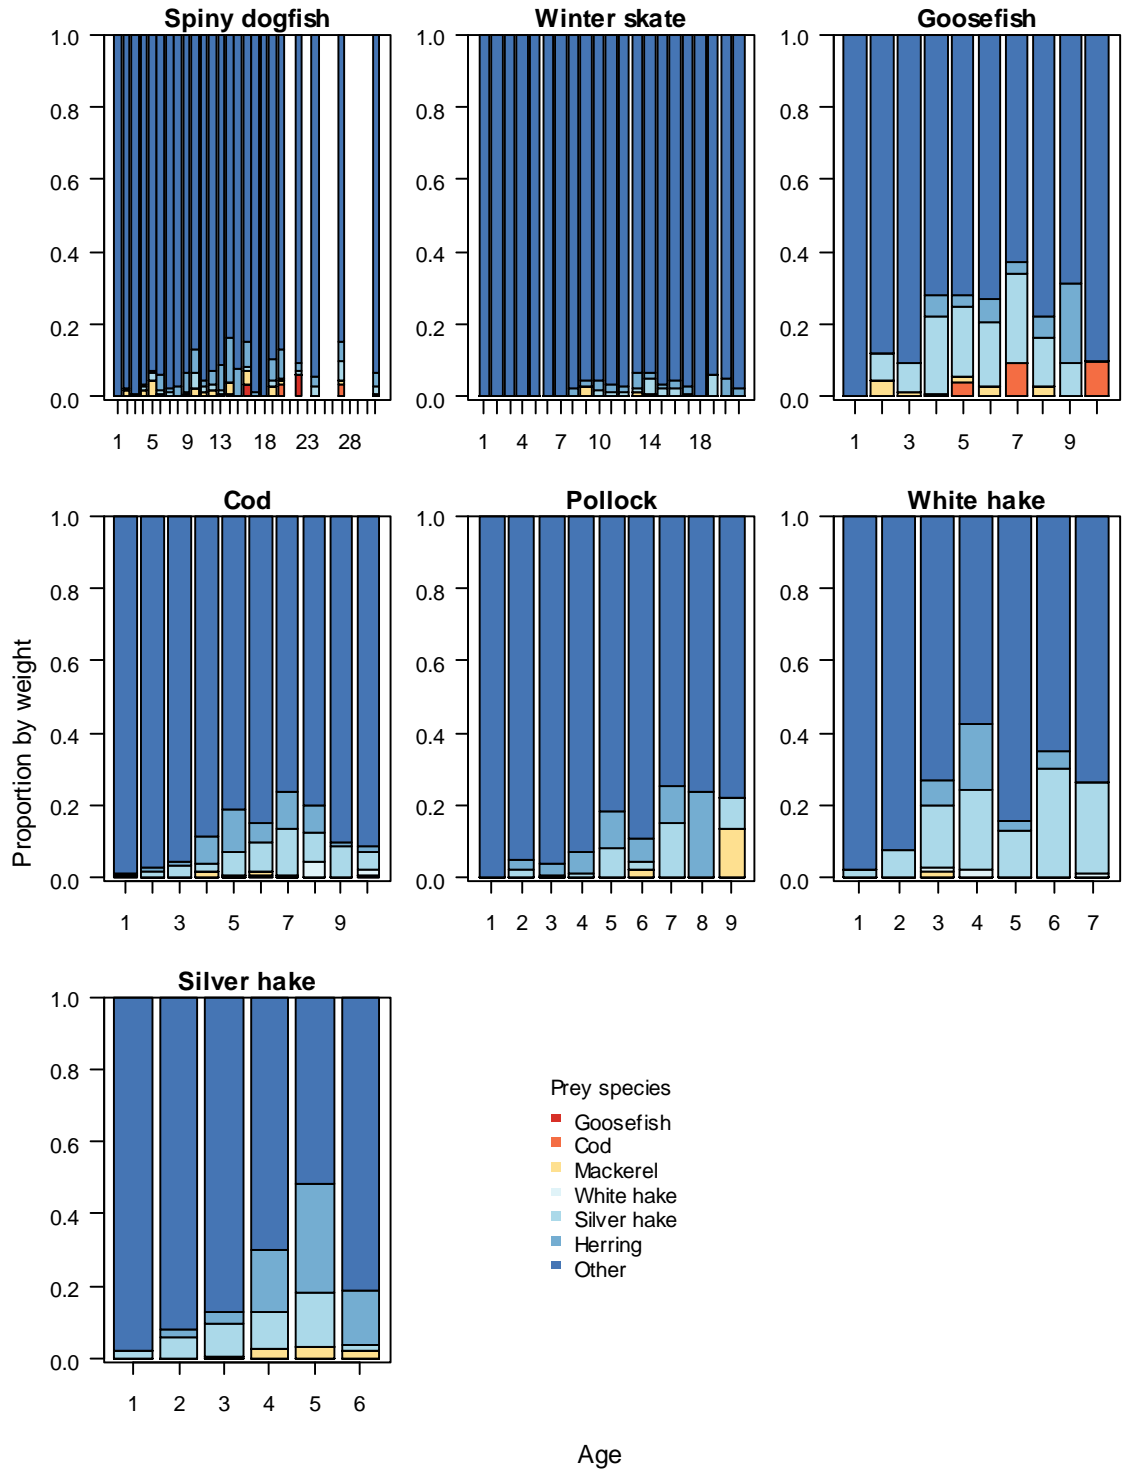 Spiny dogfish Winter skate Goosefish
1.0 1.0 1.0
0.8 0.8 0.8
0.6 0.6 0.6
0.4 0.4 0.4
0.2 0.2 0.2
0.0 0.0 0.0
1 5 9 13 18 23 28 1 4 7 10 14 18 1 3 5 7 9
Cod Pollock White hake
1.0 1.0 1.0
0.8 0.8 0.8
0.6 0.6 0.6
0.4 0.4 0.4
0.2 0.2 0.2
0.0 0.0 0.0
1 3 5 7 9 1 2 3 4 5 6 7 8 9 1 2 3 4 5 6 7
Proportion by weight
Silver hake
1.0
0.8
0.6
0.4
0.2
0.0
1 2 3 4 5 6
Prey species
Goosefish
Cod
Mackerel
White hake
Silver hake
Herring
Other
Age